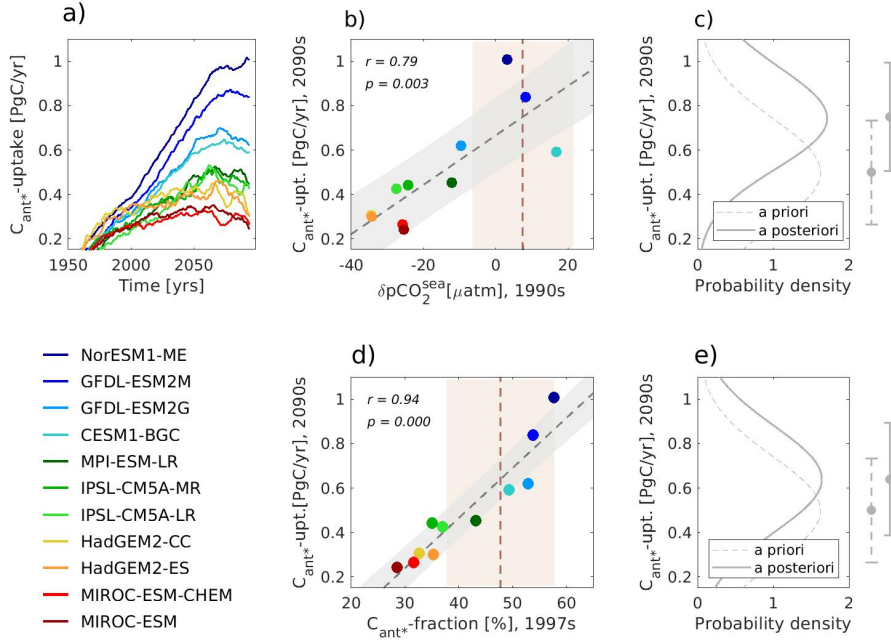 a)
C_ant*-uptake [PgC/yr]
1
0.8
0.6
0.4
0.2
1950
2000
2050
Time [yrs]
b)
C_ant*-upt. [PgC/yr], 2090s
1
0.8
0.6
0.4
0.2
r = 0.79
p = 0.003
-40
-20
0
20
δpCO_2^sea[μatm], 1990s
c)
C_ant*-upt. [PgC/yr], 2090s
1
0.8
0.6
0.4
0.2
a priori
a posteriori
0
1
2
Probability density
NorESM1-ME
GFDL-ESM2M
GFDL-ESM2G
CESM1-BGC
MPI-ESM-LR
IPSL-CM5A-MR
IPSL-CM5A-LR
HadGEM2-CC
HadGEM2-ES
MIROC-ESM-CHEM
MIROC-ESM
d)
C_ant*-upt.[PgC/yr], 2090s
1
0.8
0.6
0.4
0.2
r = 0.94
p = 0.000
20
30
40
50
60
C_ant*-fraction [%], 1997s
e)
C_ant*-upt. [PgC/yr], 2090s
1
0.8
0.6
0.4
0.2
a priori
a posteriori
0
1
2
Probability density